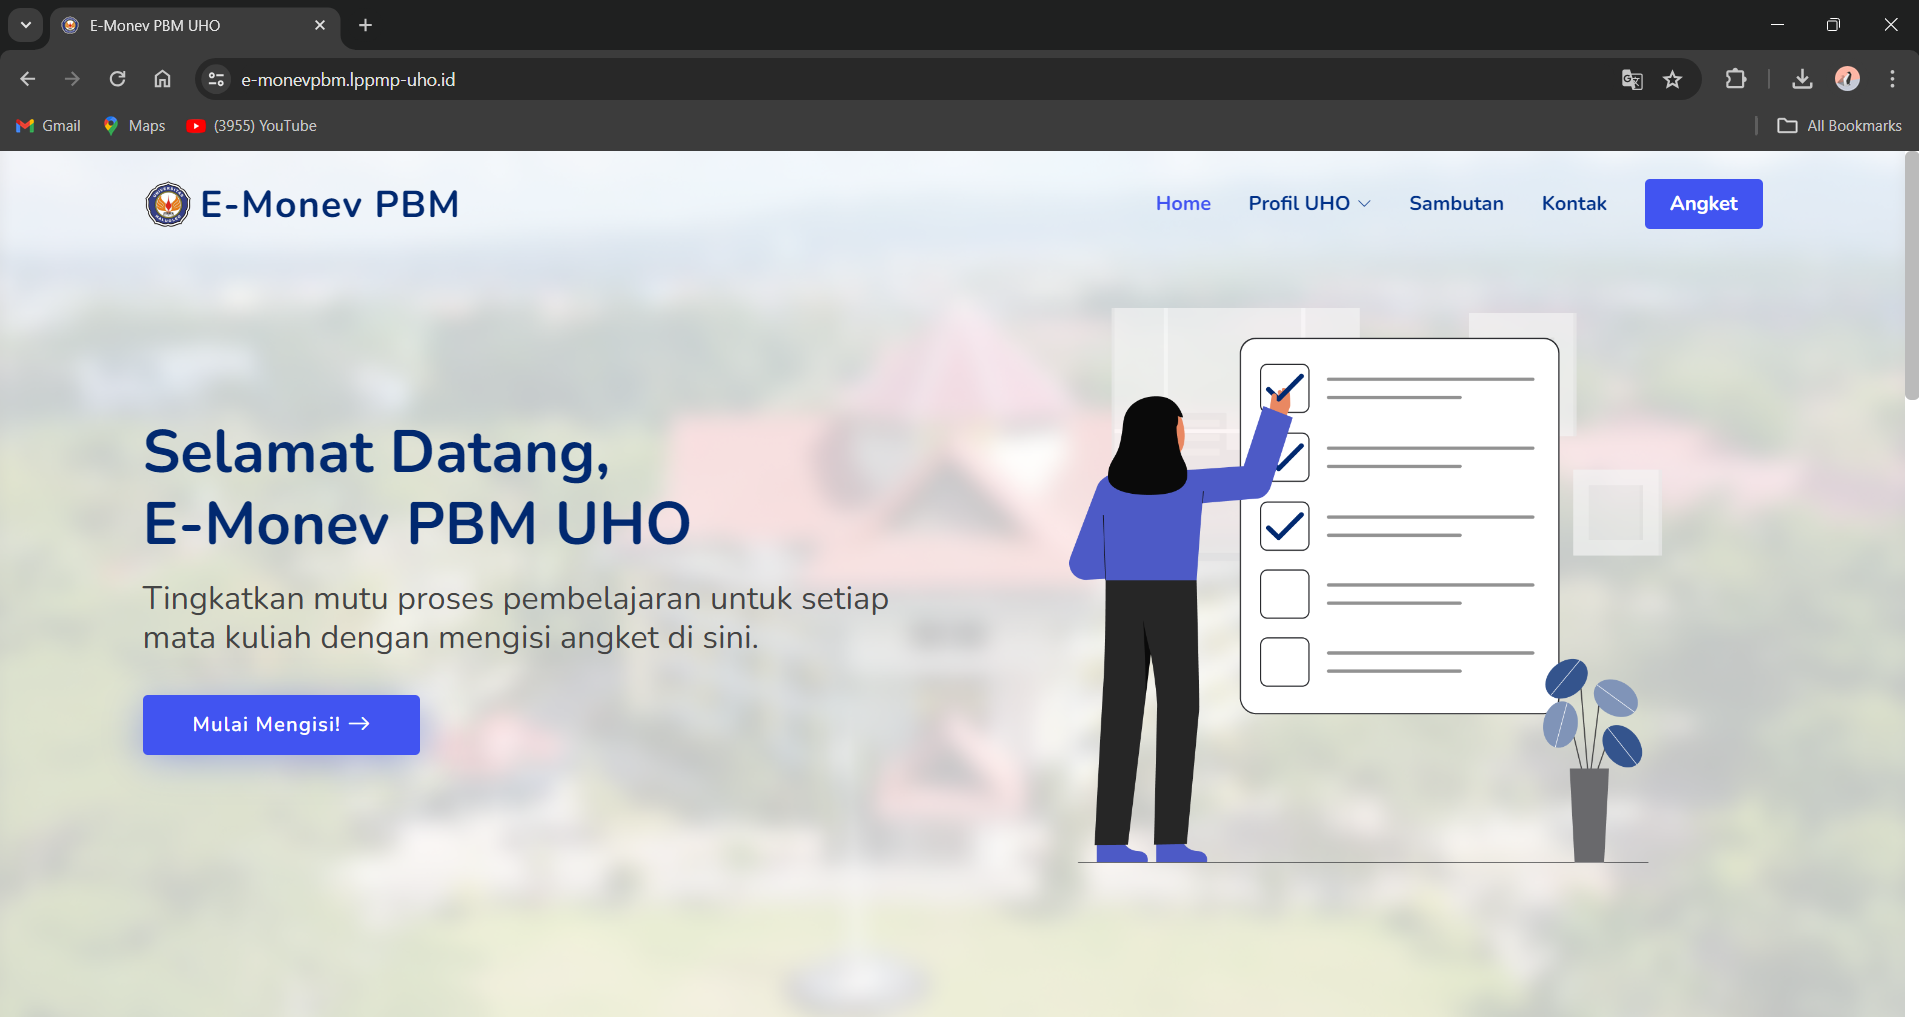 E-Monev PBM UHO
e-monevpbm.lppmp-uho.id
Gmail
Maps
(3955) YouTube
All Bookmarks
E-Monev PBM
Home
Profil UHO
Sambutan
Kontak
Angket
Selamat Datang,
E-Monev PBM UHO
Tingkatkan mutu proses pembelajaran untuk setiap
mata kuliah dengan mengisi angket di sini.
Mulai Mengisi! →